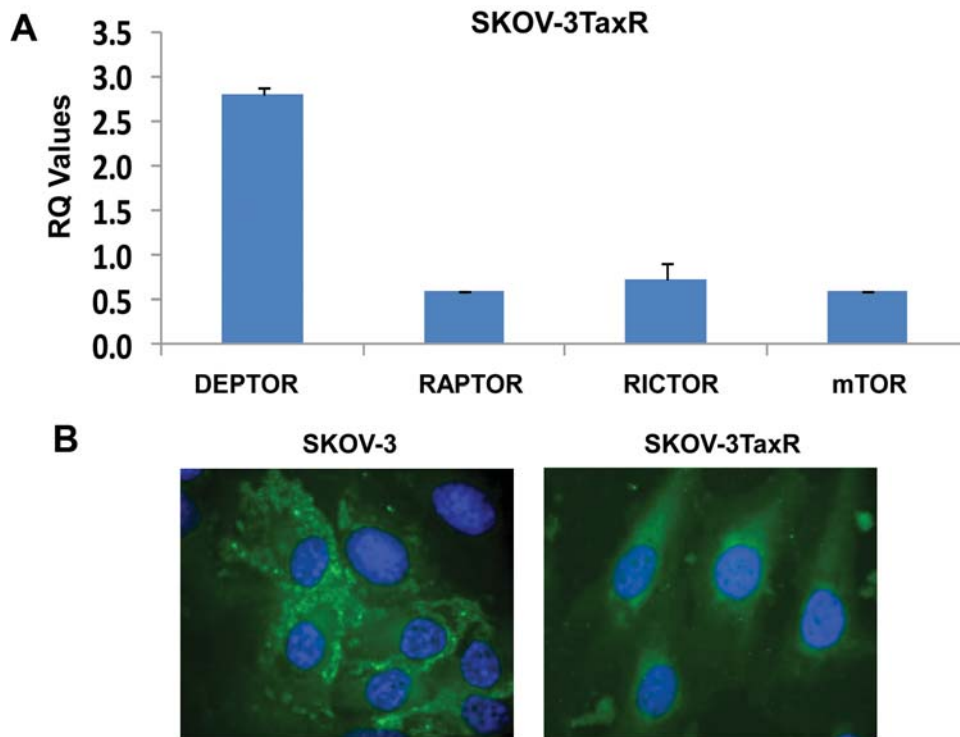 A
SKOV-3TaxR
RQ Values
3.5
3.0
2.5
2.0
1.5
1.0
0.5
0.0
DEPTOR RAPTOR RICTOR mTOR
B
SKOV-3 SKOV-3TaxR